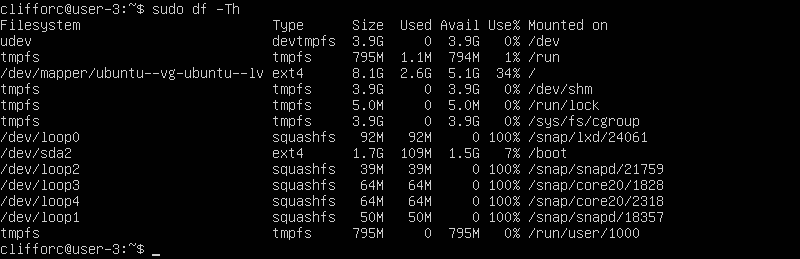 clifforc@user-3:~$ sudo df -Th
Filesystem                        Type      Size  Used Avail Use% Mounted on
udev                              devtmpfs  3.9G     0  3.9G   0% /dev
tmpfs                             tmpfs     795M  1.1M  794M   1% /run
/dev/mapper/ubuntu--vg-ubuntu--lv ext4      8.1G  2.6G  5.1G  34% /
tmpfs                             tmpfs     3.9G     0  3.9G   0% /dev/shm
tmpfs                             tmpfs     5.0M     0  5.0M   0% /run/lock
tmpfs                             tmpfs     3.9G     0  3.9G   0% /sys/fs/cgroup
/dev/loop0                        squashfs   92M   92M     0 100% /snap/lxd/24061
/dev/sda2                         ext4      1.7G  109M  1.5G   7% /boot
/dev/loop2                        squashfs   39M   39M     0 100% /snap/snapd/21759
/dev/loop3                        squashfs   64M   64M     0 100% /snap/core20/1828
/dev/loop4                        squashfs   64M   64M     0 100% /snap/core20/2318
/dev/loop1                        squashfs   50M   50M     0 100% /snap/snapd/18357
tmpfs                             tmpfs     795M     0  795M   0% /run/user/1000
clifforc@user-3:~$ _